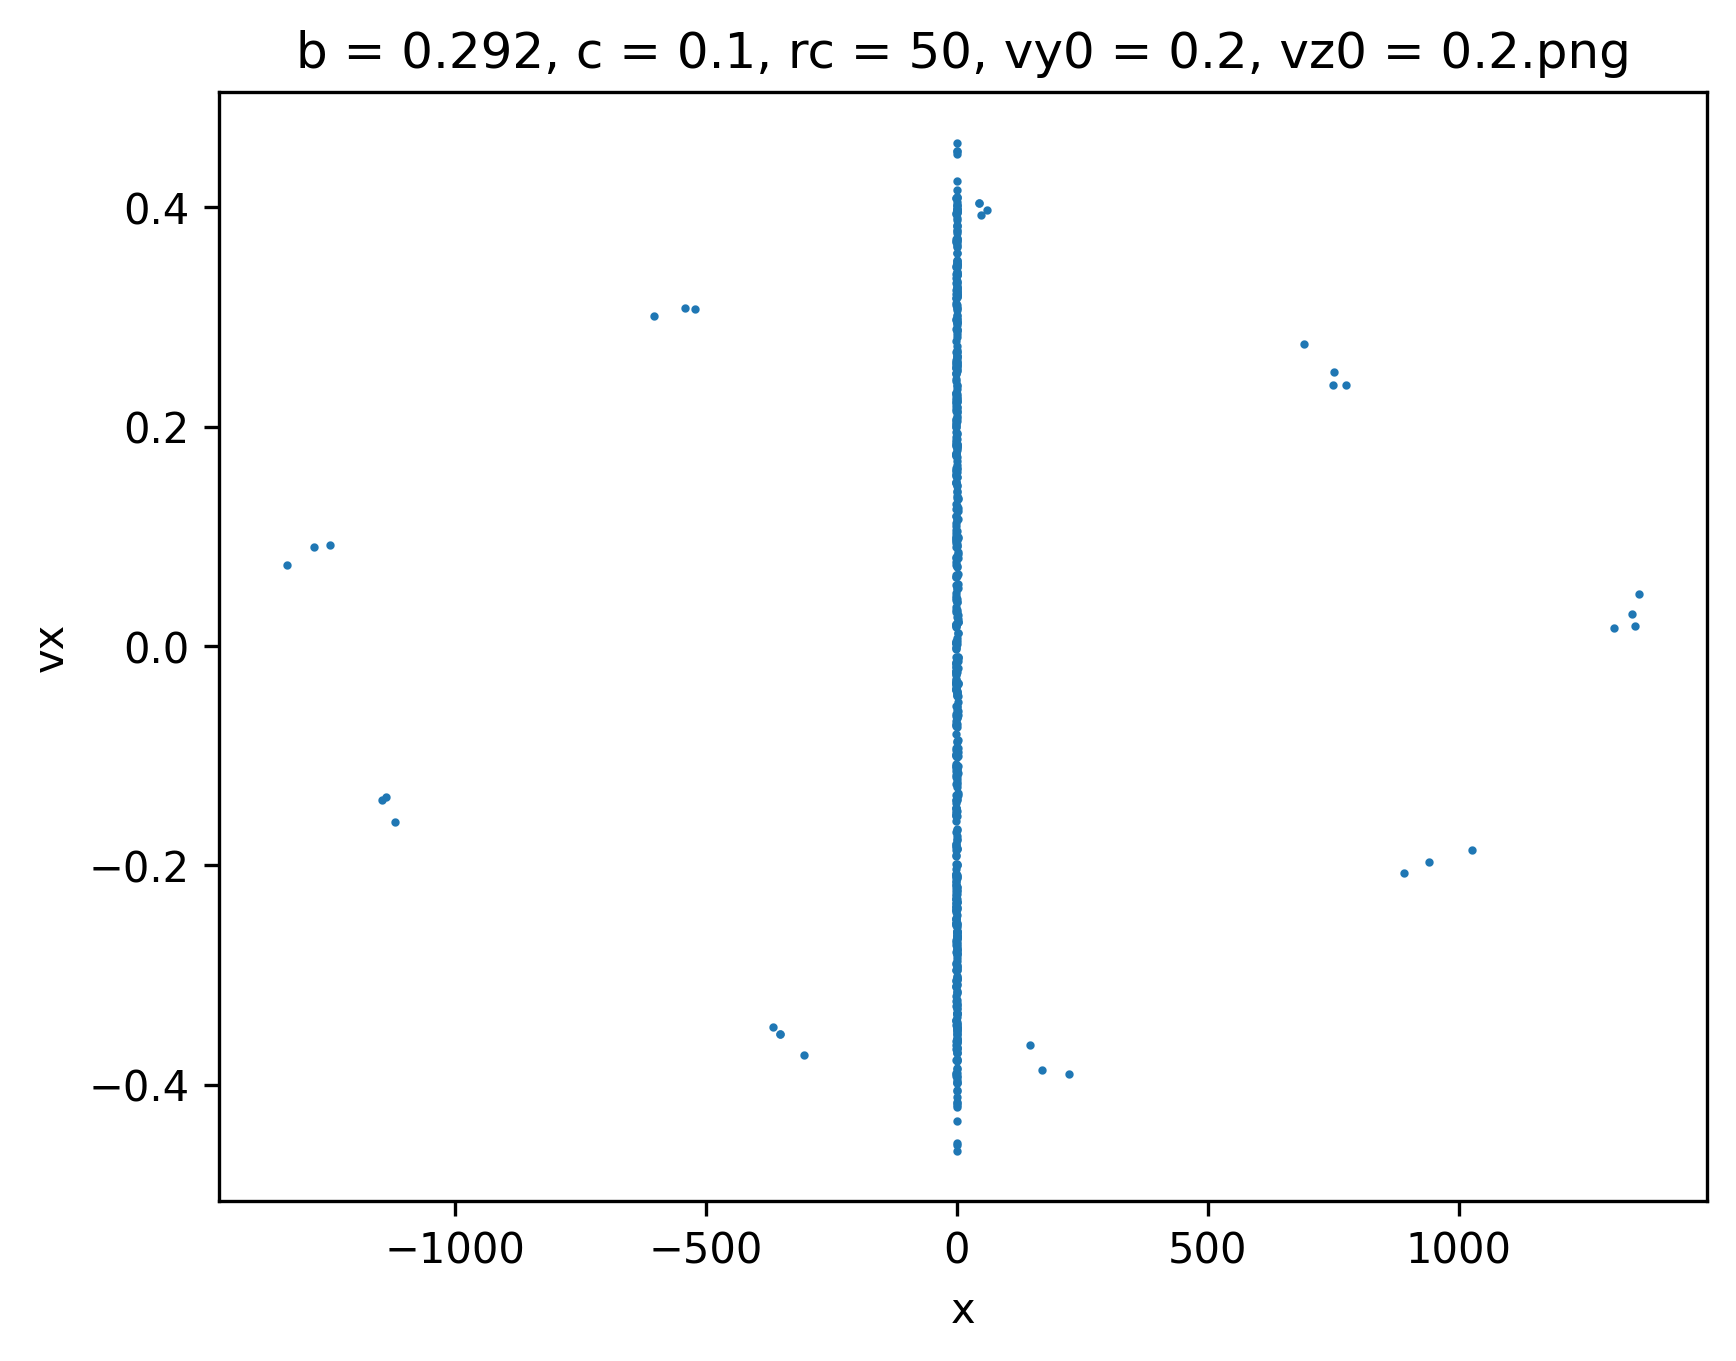 b = 0.292, c = 0.1, rc = 50, vy0 = 0.2, vz0 = 0.2.png
0.4
0.2
0.0
−0.2
−0.4
vx
−1000 −500 0 500 1000
x